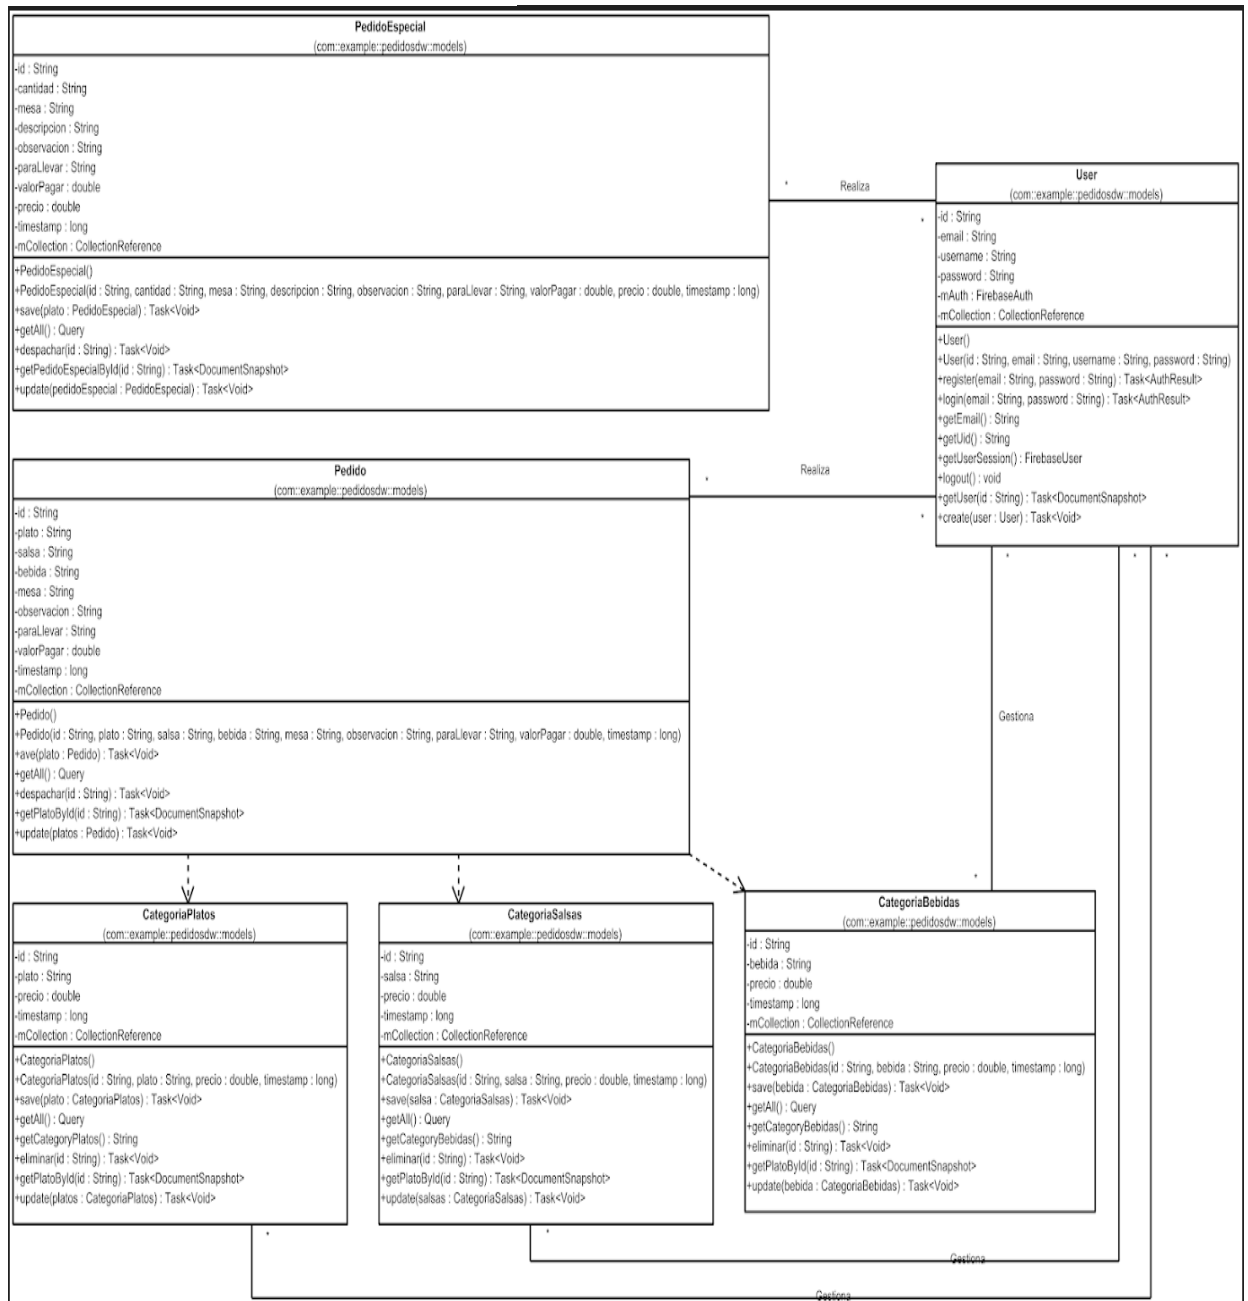 PedidoEspecial
(com::example::pedidosdw::models)
-id : String
-cantidad : String
-mesa : String
-descripcion : String
-observacion : String
-paraLlevar : String
-valorPagar : double
-precio : double
-timestamp : long
-mCollection : CollectionReference
+PedidoEspecial()
+PedidoEspecial(id : String, cantidad : String, mesa : String, descripcion : String, observacion : String, paraLlevar : String, valorPagar : double, precio : double, timestamp : long)
+save(plato : PedidoEspecial) : Task<Void>
+getAll() : Query
+despachar(id : String) : Task<Void>
+getPedidoEspecialById(id : String) : Task<DocumentSnapshot>
+update(pedidoEspecial : PedidoEspecial) : Task<Void>
* Realiza
*
User
(com::example::pedidosdw::models)
-id : String
-email : String
-username : String
-password : String
-mAuth : FirebaseAuth
-mCollection : CollectionReference
+User()
+User(id : String, email : String, username : String, password : String)
+register(email : String, password : String) : Task<AuthResult>
+login(email : String, password : String) : Task<AuthResult>
+getEmail() : String
+getUid() : String
+getUserSession() : FirebaseUser
+logout() : void
+getUser(id : String) : Task<DocumentSnapshot>
+create(user : User) : Task<Void>
* * *
Pedido
(com::example::pedidosdw::models)
-id : String
-plato : String
-salsa : String
-bebida : String
-mesa : String
-observacion : String
-paraLlevar : String
-valorPagar : double
-timestamp : long
-mCollection : CollectionReference
+Pedido()
+Pedido(id : String, plato : String, salsa : String, bebida : String, mesa : String, observacion : String, paraLlevar : String, valorPagar : double, timestamp : long)
+ave(plato : Pedido) : Task<Void>
+getAll() : Query
+despachar(id : String) : Task<Void>
+getPlatoById(id : String) : Task<DocumentSnapshot>
+update(platos : Pedido) : Task<Void>
* Realiza
*
Gestiona
*
CategoriaPlatos
(com::example::pedidosdw::models)
-id : String
-plato : String
-precio : double
-timestamp : long
-mCollection : CollectionReference
+CategoriaPlatos()
+CategoriaPlatos(id : String, plato : String, precio : double, timestamp : long)
+save(plato : CategoriaPlatos) : Task<Void>
+getAll() : Query
+getCategoryPlatos() : String
+eliminar(id : String) : Task<Void>
+getPlatoById(id : String) : Task<DocumentSnapshot>
+update(platos : CategoriaPlatos) : Task<Void>
*
CategoriaSalsas
(com::example::pedidosdw::models)
-id : String
-salsa : String
-precio : double
-timestamp : long
-mCollection : CollectionReference
+CategoriaSalsas()
+CategoriaSalsas(id : String, salsa : String, precio : double, timestamp : long)
+save(salsa : CategoriaSalsas) : Task<Void>
+getAll() : Query
+getCategoryBebidas() : String
+eliminar(id : String) : Task<Void>
+getPlatoById(id : String) : Task<DocumentSnapshot>
+update(salsas : CategoriaSalsas) : Task<Void>
*
CategoriaBebidas
(com::example::pedidosdw::models)
-id : String
-bebida : String
-precio : double
-timestamp : long
-mCollection : CollectionReference
+CategoriaBebidas()
+CategoriaBebidas(id : String, bebida : String, precio : double, timestamp : long)
+save(bebida : CategoriaBebidas) : Task<Void>
+getAll() : Query
+getCategoryBebidas() : String
+eliminar(id : String) : Task<Void>
+getPlatoById(id : String) : Task<DocumentSnapshot>
+update(bebida : CategoriaBebidas) : Task<Void>
Gestiona
Gestiona